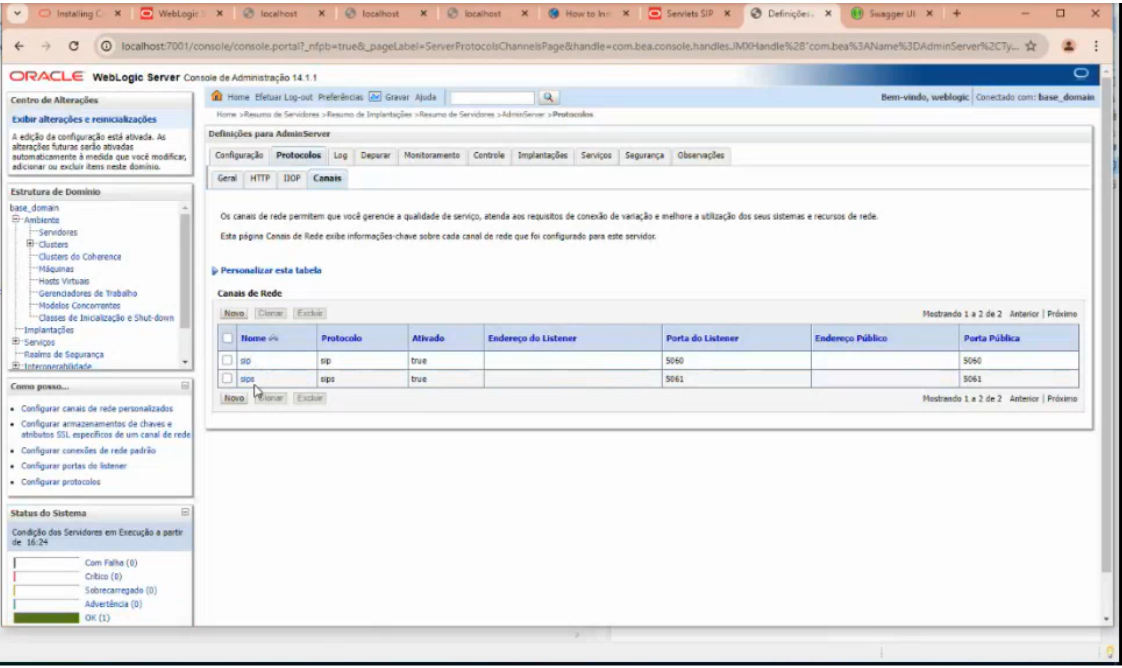 Installing C
WebLogic S
localhost
localhost
localhost
How to Inst
Servlets SIP
Definições
Swagger UI
localhost:7001/console/console.portal?_nfpb=true&_pageLabel=ServerProtocolsChannelsPage&handle=com.bea.console.handles.JMXHandle%28"com.bea%3AName%3DAdminServer%2CTy...
ORACLE WebLogic Server Console de Administração 14.1.1
Centro de Alterações
Exibir alterações e reinicializações
A edição da configuração está ativada. As
alterações futuras serão ativadas
automaticamente à medida que você modificar,
adicionar ou excluir itens neste domínio.
Estrutura de Domínio
base_domain
Ambiente
Servidores
Clusters
Clusters do Coherence
Máquinas
Hosts Virtuais
Gerenciadores de Trabalho
Modelos Concorrentes
Classes de Inicialização e Shut-down
Implantações
Serviços
Realms de Segurança
Interoperabilidade
Como posso...
Configurar canais de rede personalizados
Configurar armazenamentos de chaves e
atributos SSL específicos de um canal de rede
Configurar conexões de rede padrão
Configurar portas do listener
Configurar protocolos
Status do Sistema
Condição dos Servidores em Execução a partir
de 16:24
Com Falha (0)
Crítico (0)
Sobrecarregado (0)
Advertência (0)
OK (1)
Home Efetuar Log-out Preferências Gravar Ajuda
Bem-vindo, weblogic Conectado com: base_domain
Home >Resumo de Servidores >Resumo de Implantações >Resumo de Servidores >AdminServer >Protocolos
Definições para AdminServer
Configuração Protocolos Log Depurar Monitoramento Controle Implantações Serviços Segurança Observações
Geral HTTP IIOP Canais
Os canais de rede permitem que você gerencie a qualidade de serviço, atenda aos requisitos de conexão de variação e melhore a utilização dos seus sistemas e recursos de rede.
Esta página Canais de Rede exibe informações-chave sobre cada canal de rede que foi configurado para este servidor.
Personalizar esta tabela
Canais de Rede
Novo Clonar Excluir
Mostrando 1 a 2 de 2 Anterior | Próximo
Nome Protocolo Ativado Endereço do Listener Porta do Listener Endereço Público Porta Pública
sip sip true 5060 5060
sips sips true 5061 5061
Novo Clonar Excluir
Mostrando 1 a 2 de 2 Anterior | Próximo